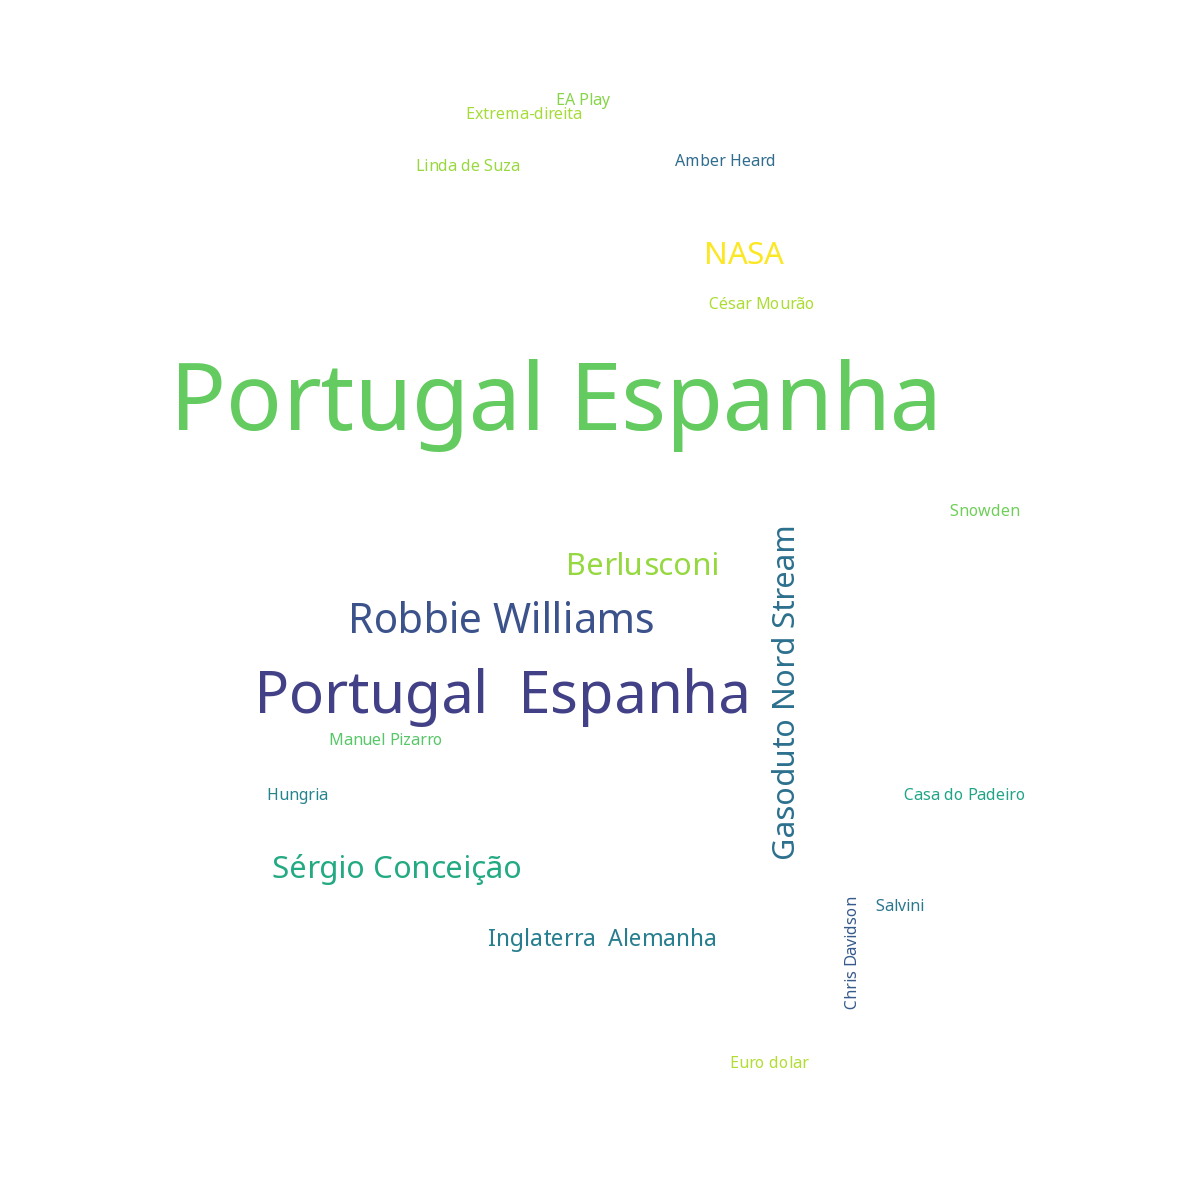 EA Play
Extrema-direita
Amber Heard
Linda de Suza
NASA
César Mourão
Portugal Espanha
Snowden
Berlusconi
Robbie Williams
Gasoduto Nord Stream
Portugal  Espanha
Manuel Pizarro
Hungria
Casa do Padeiro
Sérgio Conceição
Salvini
Chris Davidson
Inglaterra  Alemanha
Euro dolar